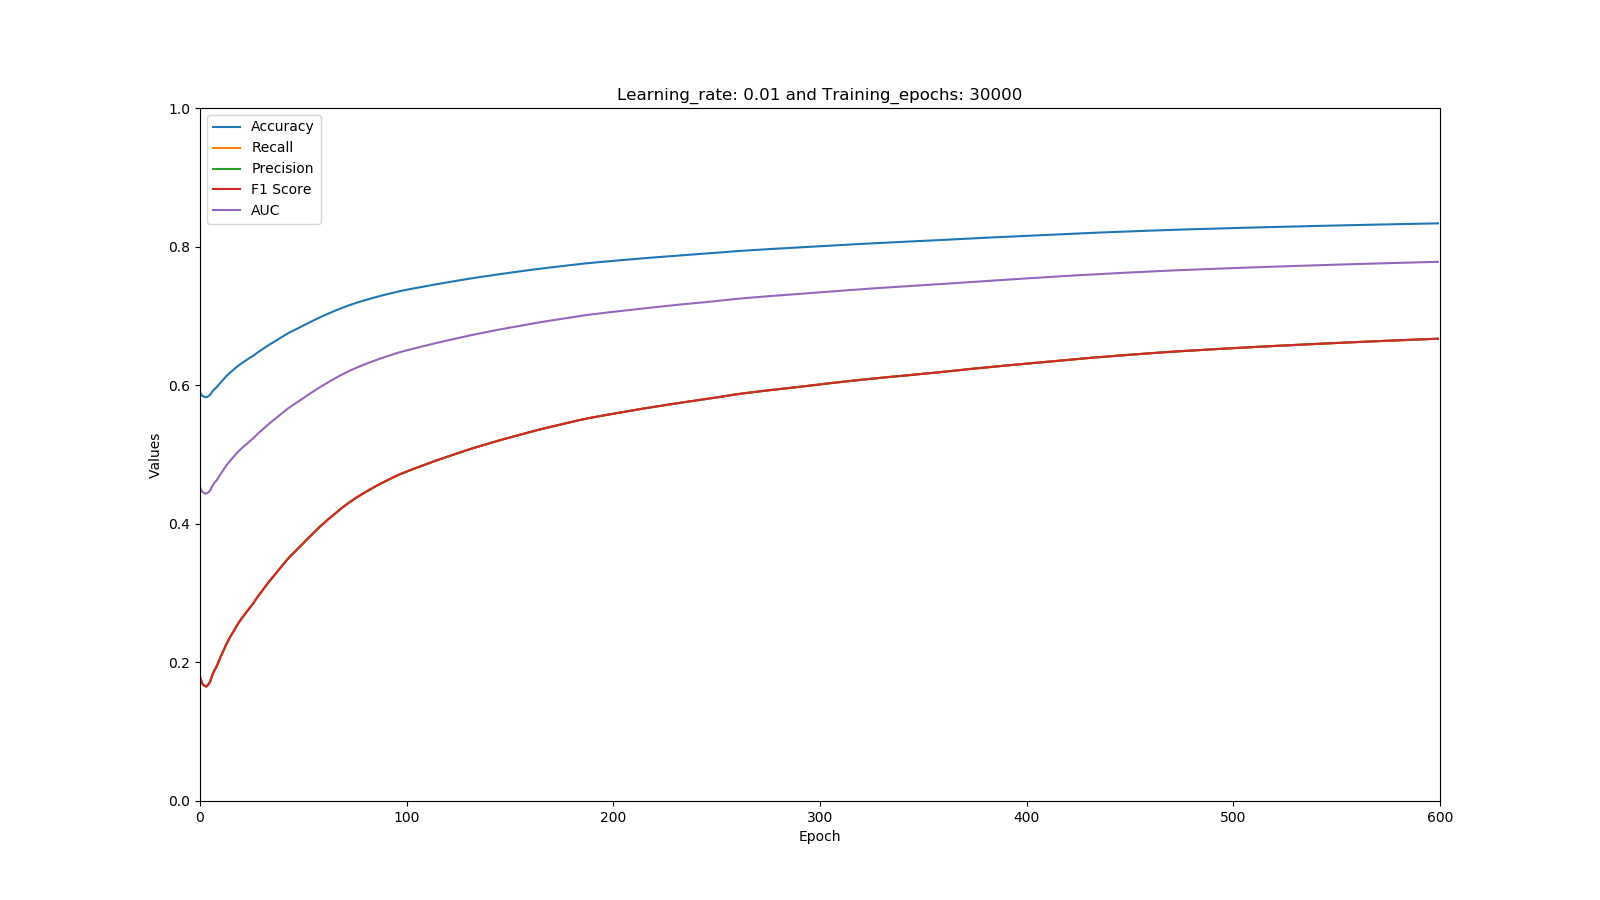 Learning_rate: 0.01 and Training_epochs: 30000
1.0
0.8
0.6
0.4
0.2
0.0
Values
Accuracy
Recall
Precision
F1 Score
AUC
0 100 200 300 400 500 600
Epoch